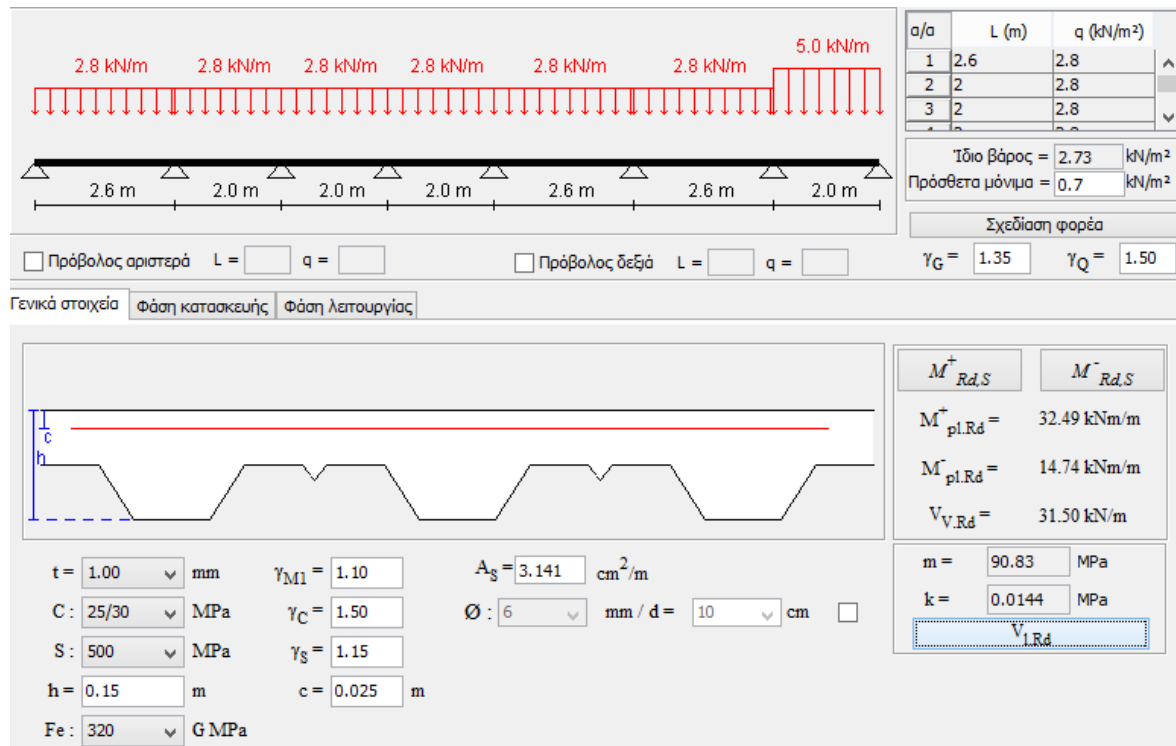 2.8 kN/m 2.8 kN/m 2.8 kN/m 2.8 kN/m 2.8 kN/m 2.8 kN/m 5.0 kN/m
2.6 m 2.0 m 2.0 m 2.0 m 2.6 m 2.0 m
α/α L (m) q (kN/m²)
1 2.6 2.8
2 2 2.8
3 2 2.8
Ίδιο βάρος = 2.73 kN/m²
Πρόσθετα μόνιμα = 0.7 kN/m²
Σχεδίαση φορέα
Πρόβολος αριστερά L = q = Πρόβολος δεξιά L = q =
γG = 1.35 γQ = 1.50
Γενικά στοιχεία Φάση κατασκευής Φάση λειτουργίας
c
h
M+Rd,S M-Rd,S
M+pl.Rd = 32.49 kNm/m
M-pl.Rd = 14.74 kNm/m
VV.Rd = 31.50 kN/m
t = 1.00 mm γM1 = 1.10 AS = 3.141 cm²/m
C : 25/30 MPa γC = 1.50 Ø : 6 mm / d = 10 cm
S : 500 MPa γS = 1.15
h = 0.15 m c = 0.025 m
Fe : 320 G MPa
m = 90.83 MPa
k = 0.0144 MPa
V1.Rd